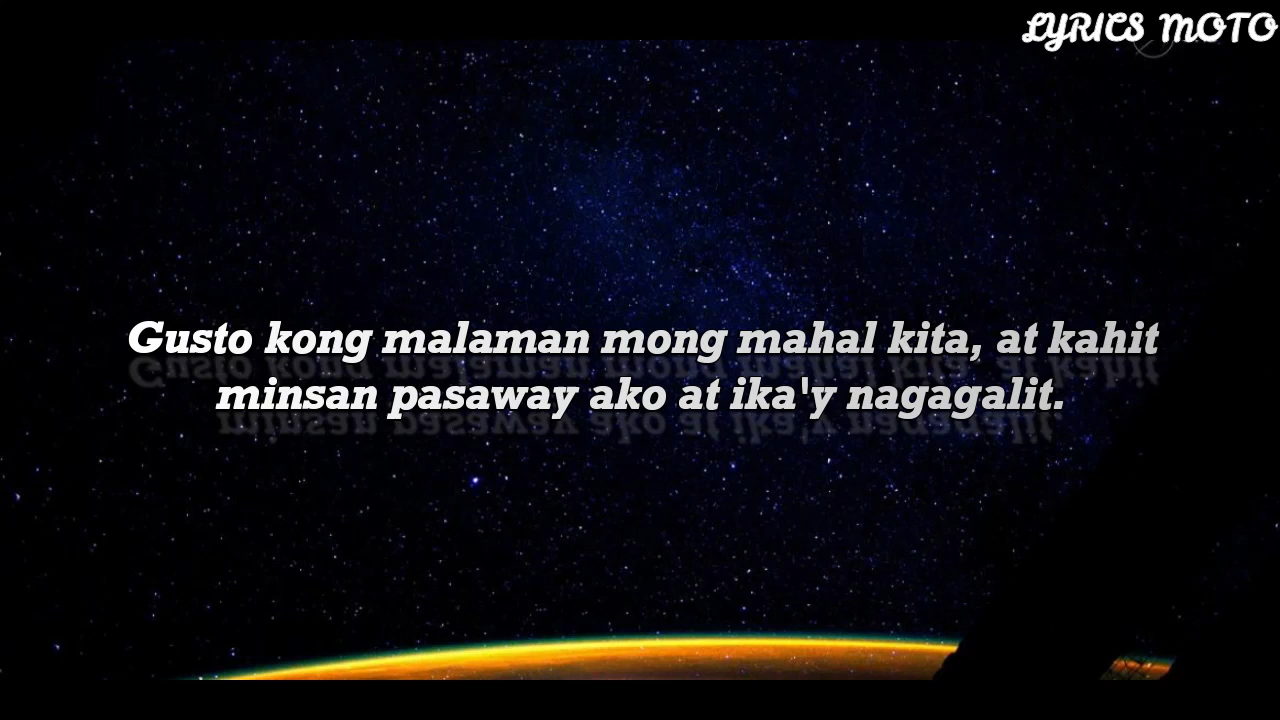 LYRICS MOTO
Gusto kong malaman mong mahal kita, at kahit
minsan pasaway ako at ika'y nagagalit.